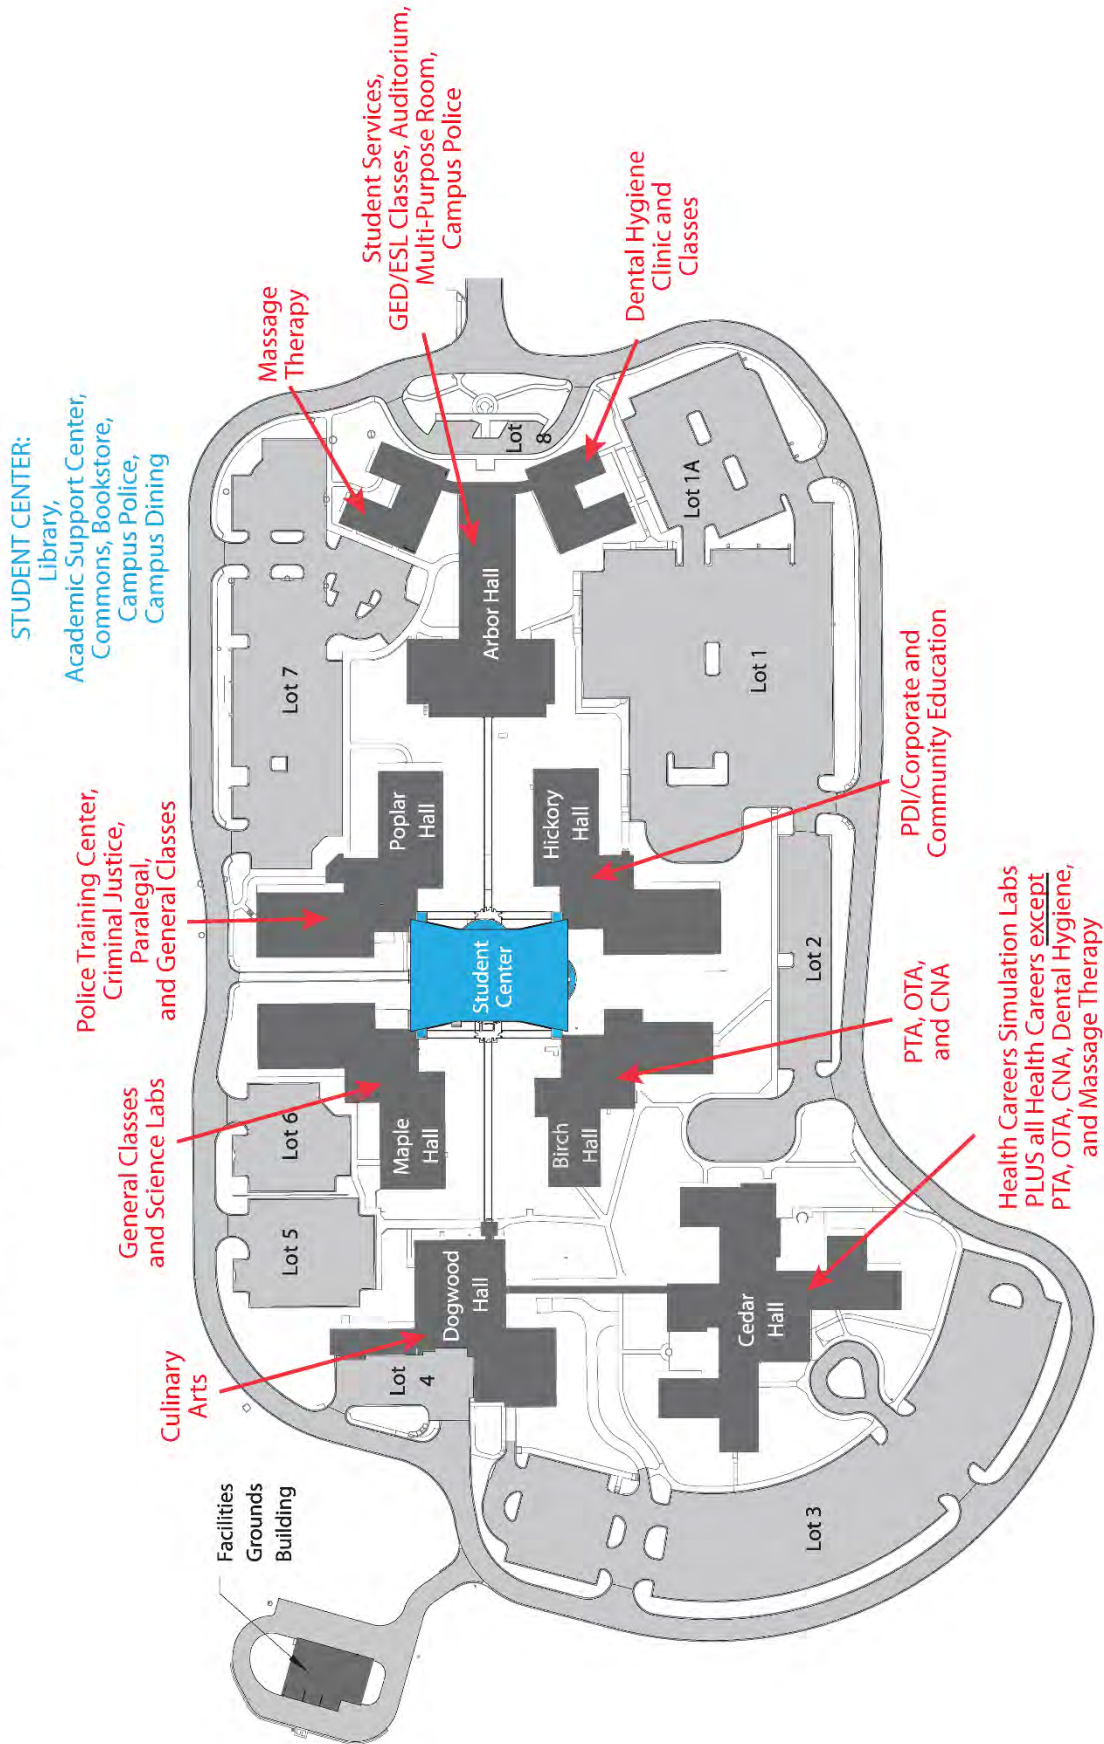 STUDENT CENTER:
Library,
Academic Support Center,
Commons, Bookstore,
Campus Police,
Campus Dining
Police Training Center,
Criminal Justice,
Paralegal,
and General Classes
General Classes
and Science Labs
Culinary
Arts
Facilities
Grounds
Building
Massage
Therapy
Student Services,
GED/ESL Classes, Auditorium,
Multi-Purpose Room,
Campus Police
Lot 5
Lot 6
Lot 7
Lot
4
Dogwood
Hall
Maple
Hall
Poplar
Hall
Student
Center
Arbor Hall
Lot
8
Birch
Hall
Hickory
Hall
Dental Hygiene
Clinic and
Classes
Lot 1A
Cedar
Hall
Lot 1
Lot 3
Lot 2
PTA, OTA,
and CNA
PDI/Corporate and
Community Education
Health Careers Simulation Labs
PLUS all Health Careers except
PTA, OTA, CNA, Dental Hygiene,
and Massage Therapy